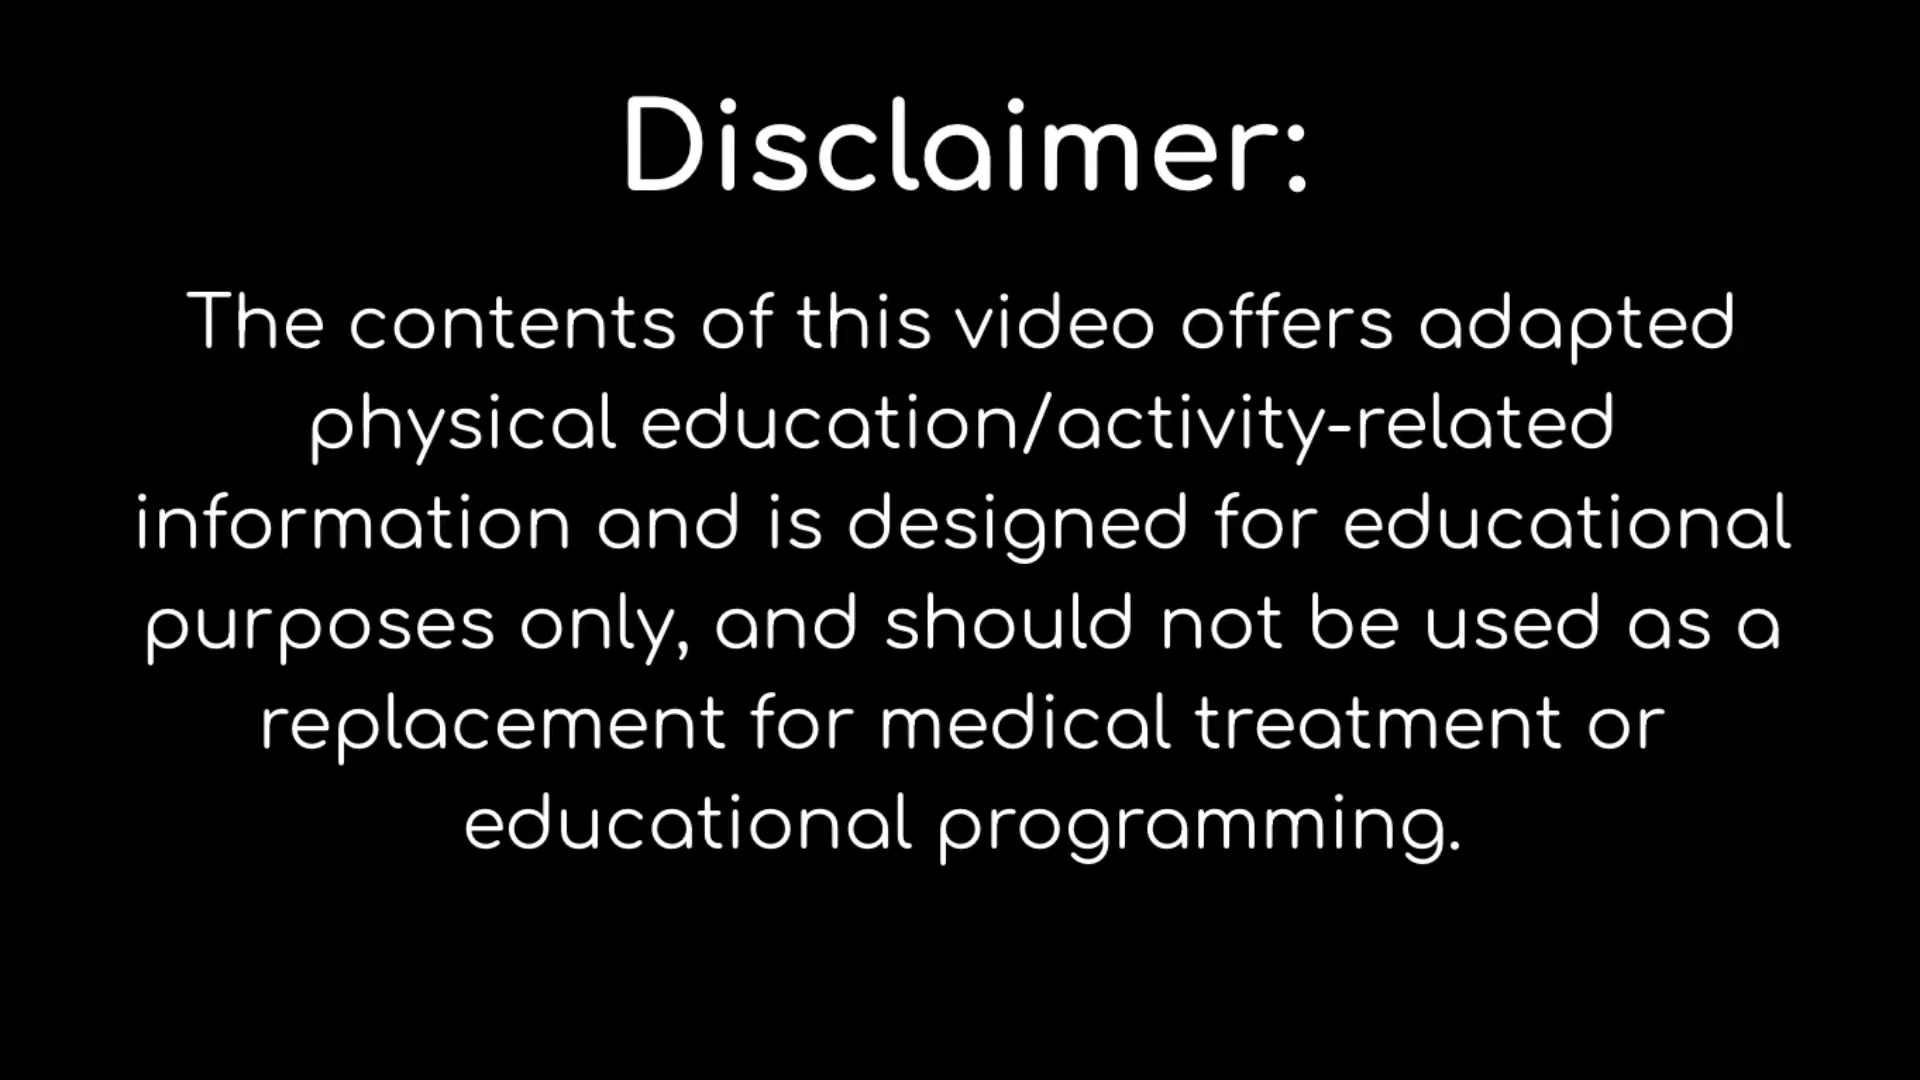 Disclaimer:
The contents of this video offers adapted
physical education/activity-related
information and is designed for educational
purposes only, and should not be used as a
replacement for medical treatment or
educational programming.